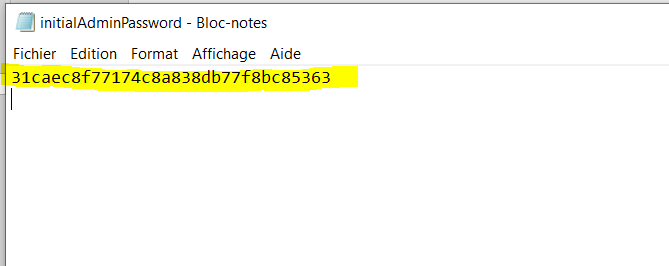 initialAdminPassword - Bloc-notes
Fichier Edition Format Affichage Aide
31caec8f77174c8a838db77f8bc85363